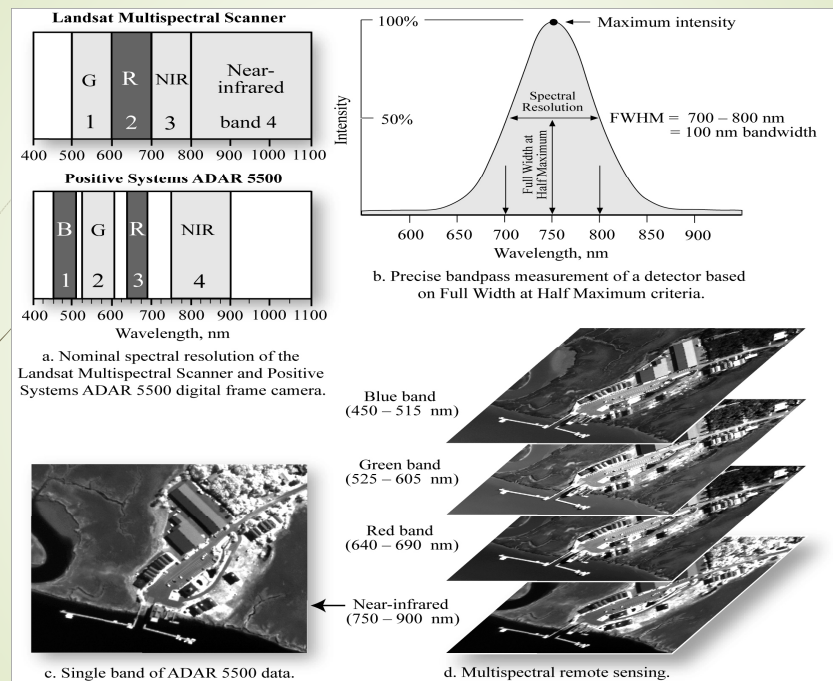 Landsat Multispectral Scanner
G
R
NIR
Near-
infrared
1
2
3
band 4
400 500 600 700 800 900 1000 1100
Positive Systems ADAR 5500
B
G
R
NIR
1
2
3
4
400 500 600 700 800 900 1000 1100
Wavelength, nm
a. Nominal spectral resolution of the
Landsat Multispectral Scanner and Positive
Systems ADAR 5500 digital frame camera.
100%
Maximum intensity
Intensity
50%
Spectral
Resolution
FWHM = 700 – 800 nm
= 100 nm bandwidth
Full Width at
Half Maximum
600 650 700 750 800 850 900
Wavelength, nm
b. Precise bandpass measurement of a detector based
on Full Width at Half Maximum criteria.
c. Single band of ADAR 5500 data.
Blue band
(450 – 515 nm)
Green band
(525 – 605 nm)
Red band
(640 – 690 nm)
Near-infrared
(750 – 900 nm)
d. Multispectral remote sensing.